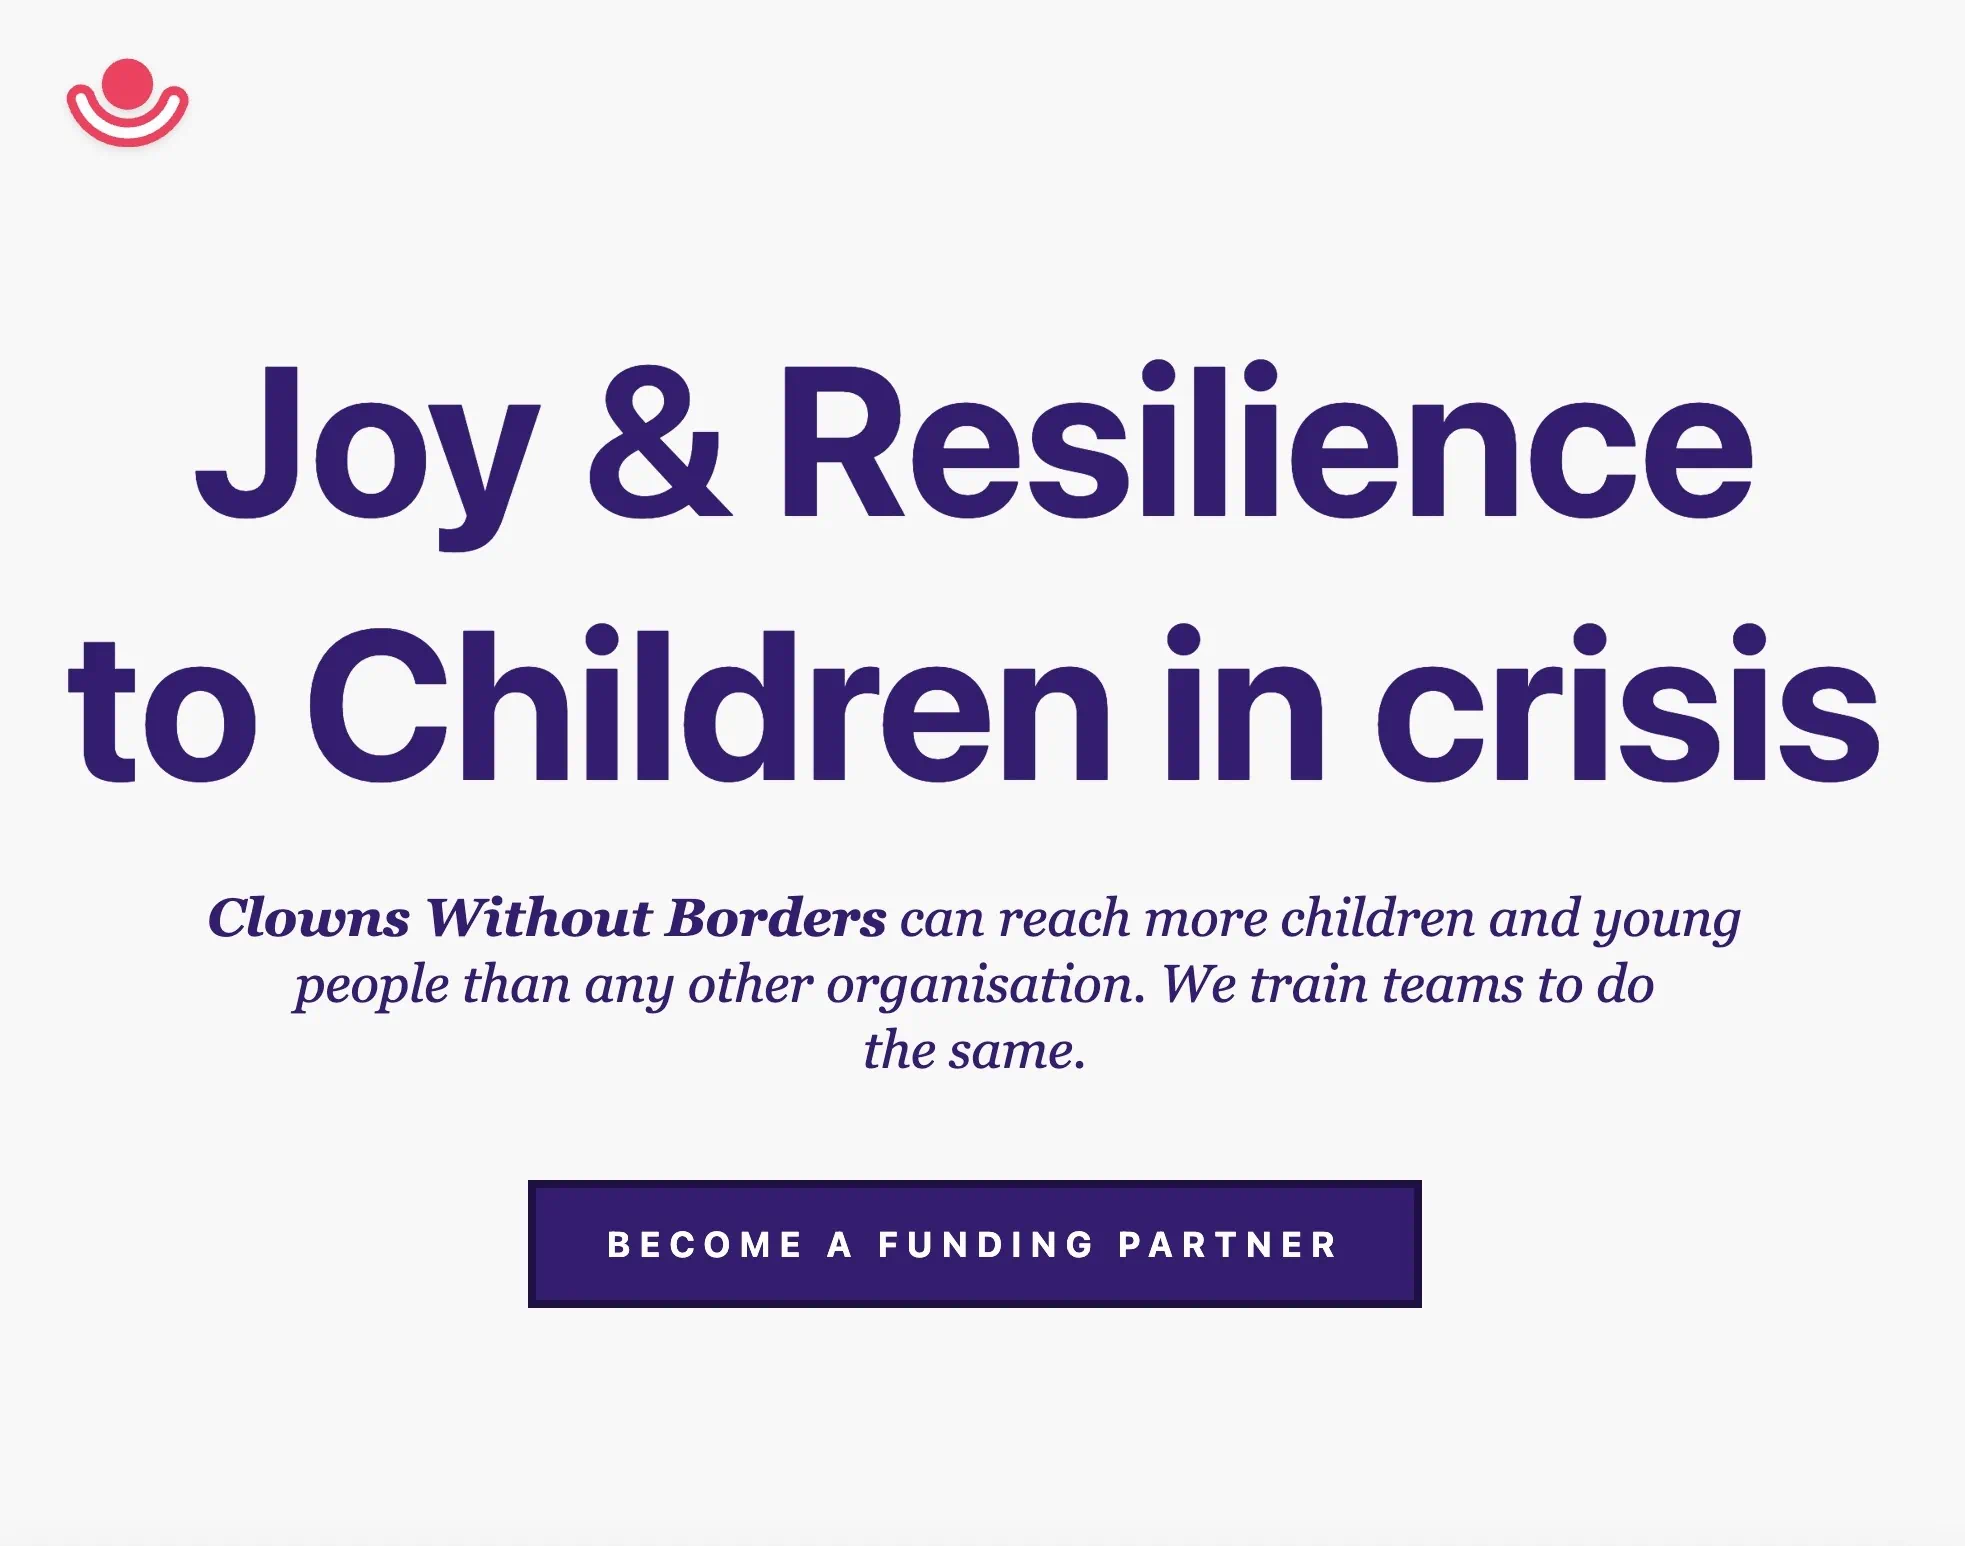 Joy & Resilience
to Children in crisis
Clowns Without Borders can reach more children and young
people than any other organisation. We train teams to do
the same.
BECOME A FUNDING PARTNER